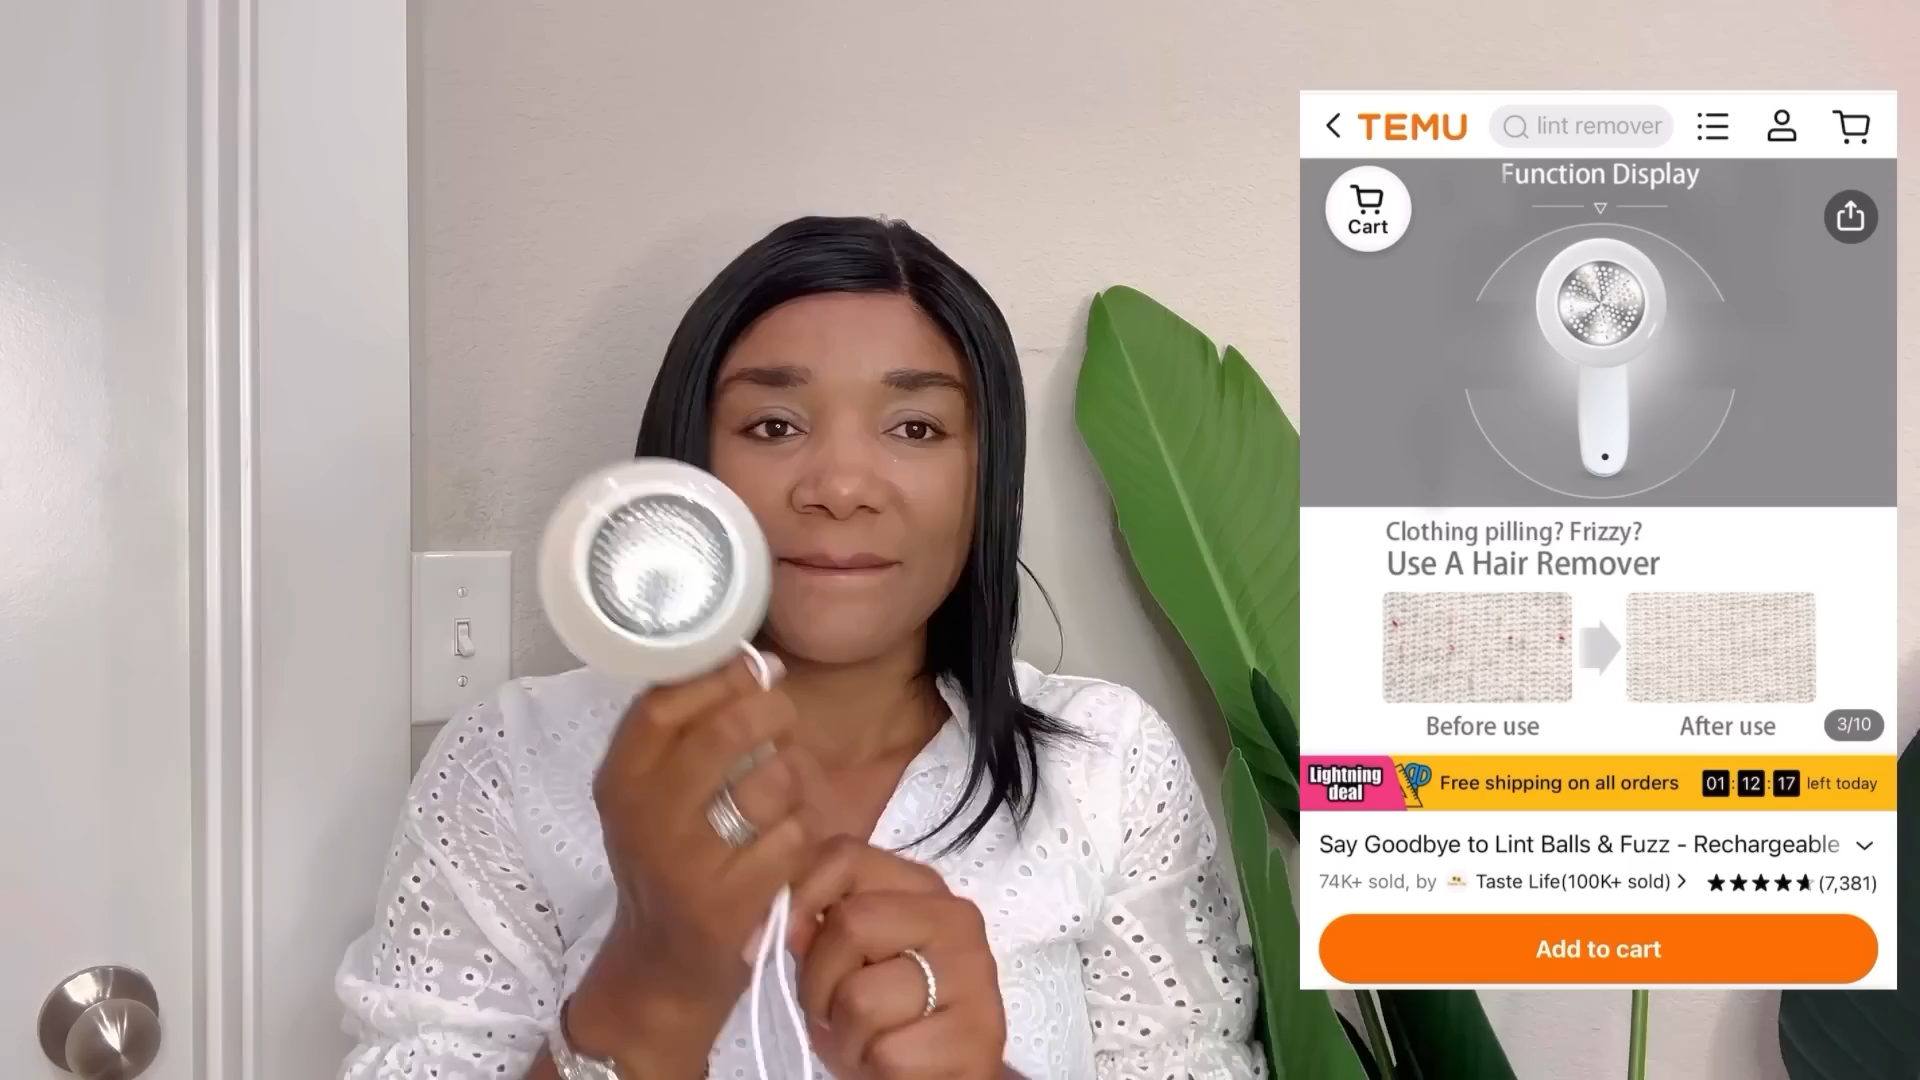 TEMU
lint remover
Function Display
Cart
Clothing pilling? Frizzy?
Use A Hair Remover
Before use
After use
3/10
Lightning
deal
Free shipping on all orders
01:12:17 left today
Say Goodbye to Lint Balls & Fuzz - Rechargeable
74K+ sold, by
Taste Life(100K+ sold)
(7,381)
Add to cart